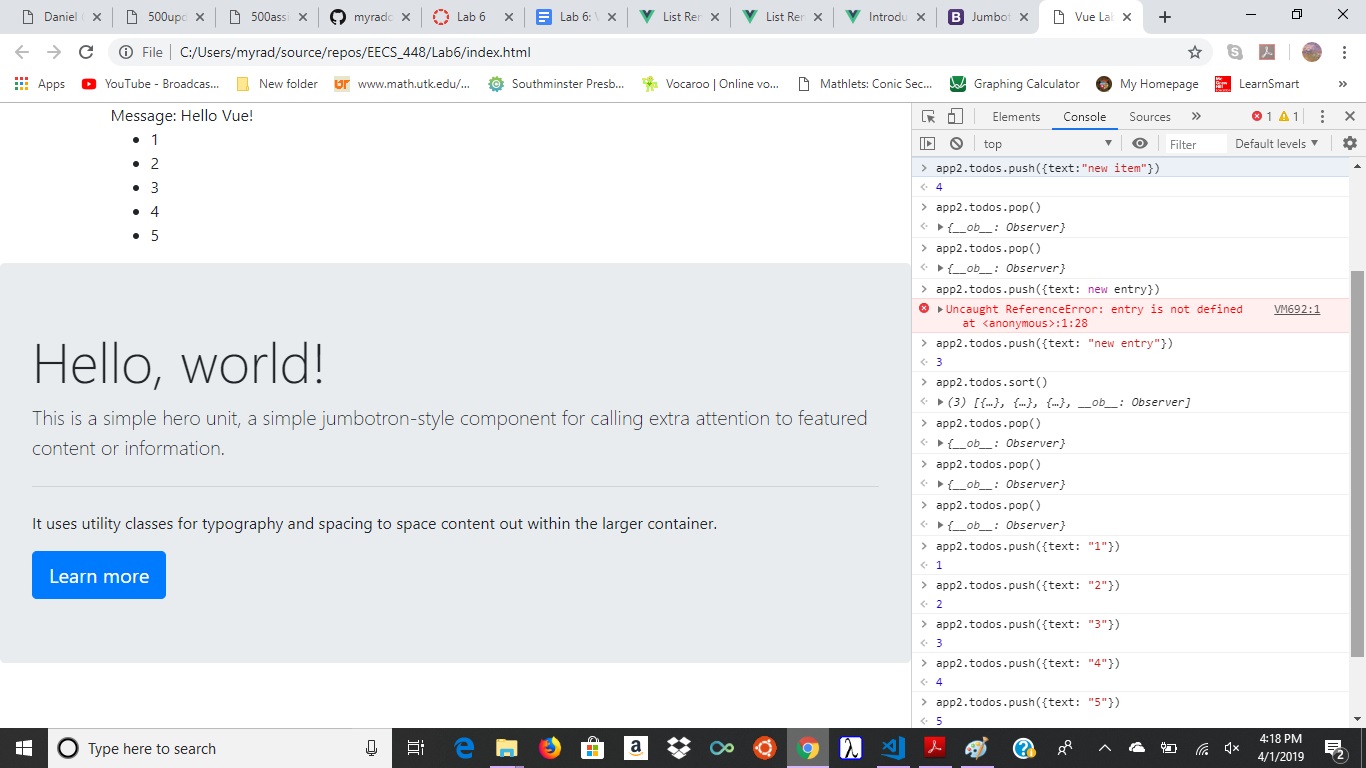 Daniel
500upd
500assi
myradc
Lab 6
Lab 6: 
List Ren
List Ren
Introdu
Jumbot
Vue Lab
File
C:/Users/myrad/source/repos/EECS_448/Lab6/index.html
Apps
YouTube - Broadcas...
New folder
www.math.utk.edu/...
Southminster Presb...
Vocaroo | Online vo...
Mathlets: Conic Sec...
Graphing Calculator
My Homepage
LearnSmart
»
Message: Hello Vue!
• 1
• 2
• 3
• 4
• 5
Hello, world!
This is a simple hero unit, a simple jumbotron-style component for calling extra attention to featured
content or information.
It uses utility classes for typography and spacing to space content out within the larger container.
Learn more
Elements Console Sources » 1 1
top Filter Default levels
app2.todos.push({text:"new item"})
4
app2.todos.pop()
{__ob__: Observer}
app2.todos.pop()
{__ob__: Observer}
app2.todos.push({text: new entry})
Uncaught ReferenceError: entry is not defined VM692:1
at <anonymous>:1:28
app2.todos.push({text: "new entry"})
3
app2.todos.sort()
(3) [{…}, {…}, {…}, __ob__: Observer]
app2.todos.pop()
{__ob__: Observer}
app2.todos.pop()
{__ob__: Observer}
app2.todos.pop()
{__ob__: Observer}
app2.todos.push({text: "1"})
1
app2.todos.push({text: "2"})
2
app2.todos.push({text: "3"})
3
app2.todos.push({text: "4"})
4
app2.todos.push({text: "5"})
5
Type here to search
4:18 PM
4/1/2019
2